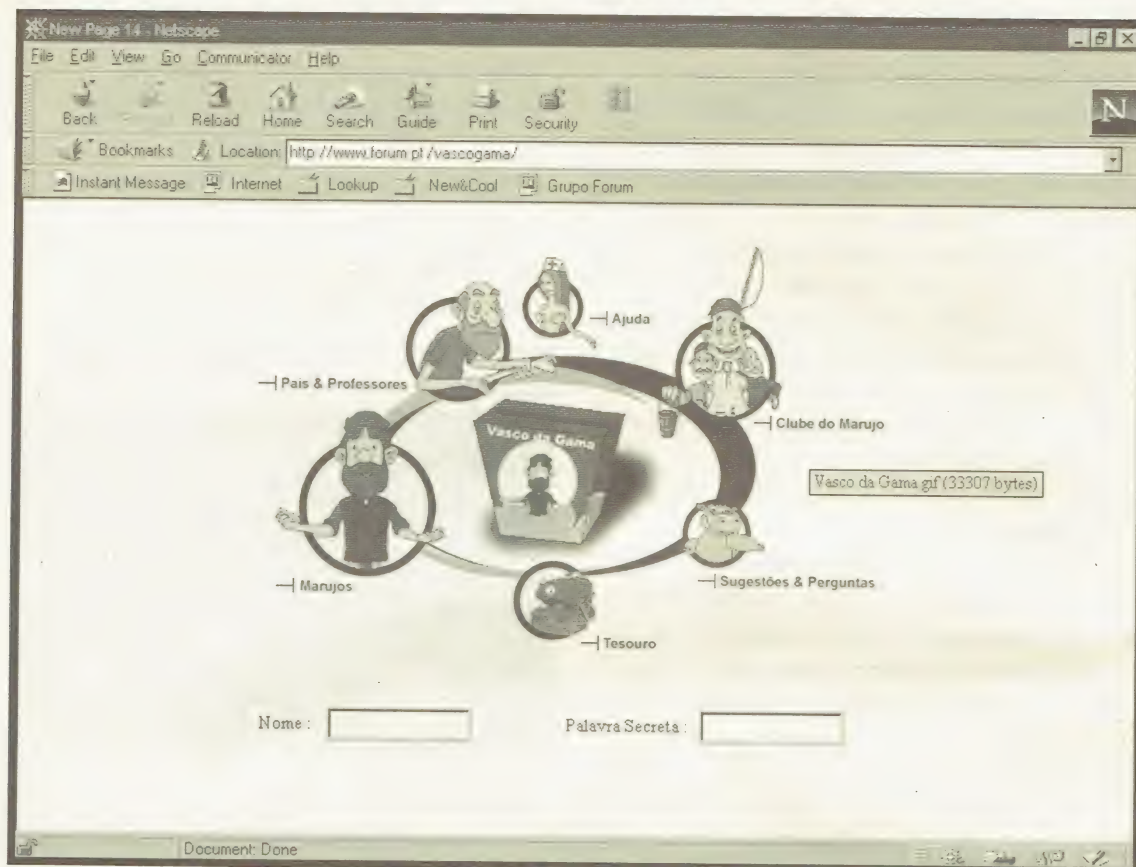 New Page 14 - Netscape
File Edit View Go Communicator Help
Back Reload Home Search Guide Print Security
N
Bookmarks Location: http://www.forum.pt/vascogama/
Instant Message Internet Lookup New&Cool Grupo Forum
Ajuda
Pais & Professores
Clube do Marujo
Vasco da Gama
Vasco da Gama gif (33307 bytes)
Marujos
Sugestões & Perguntas
Tesouro
Nome :
Palavra Secreta :
Document: Done